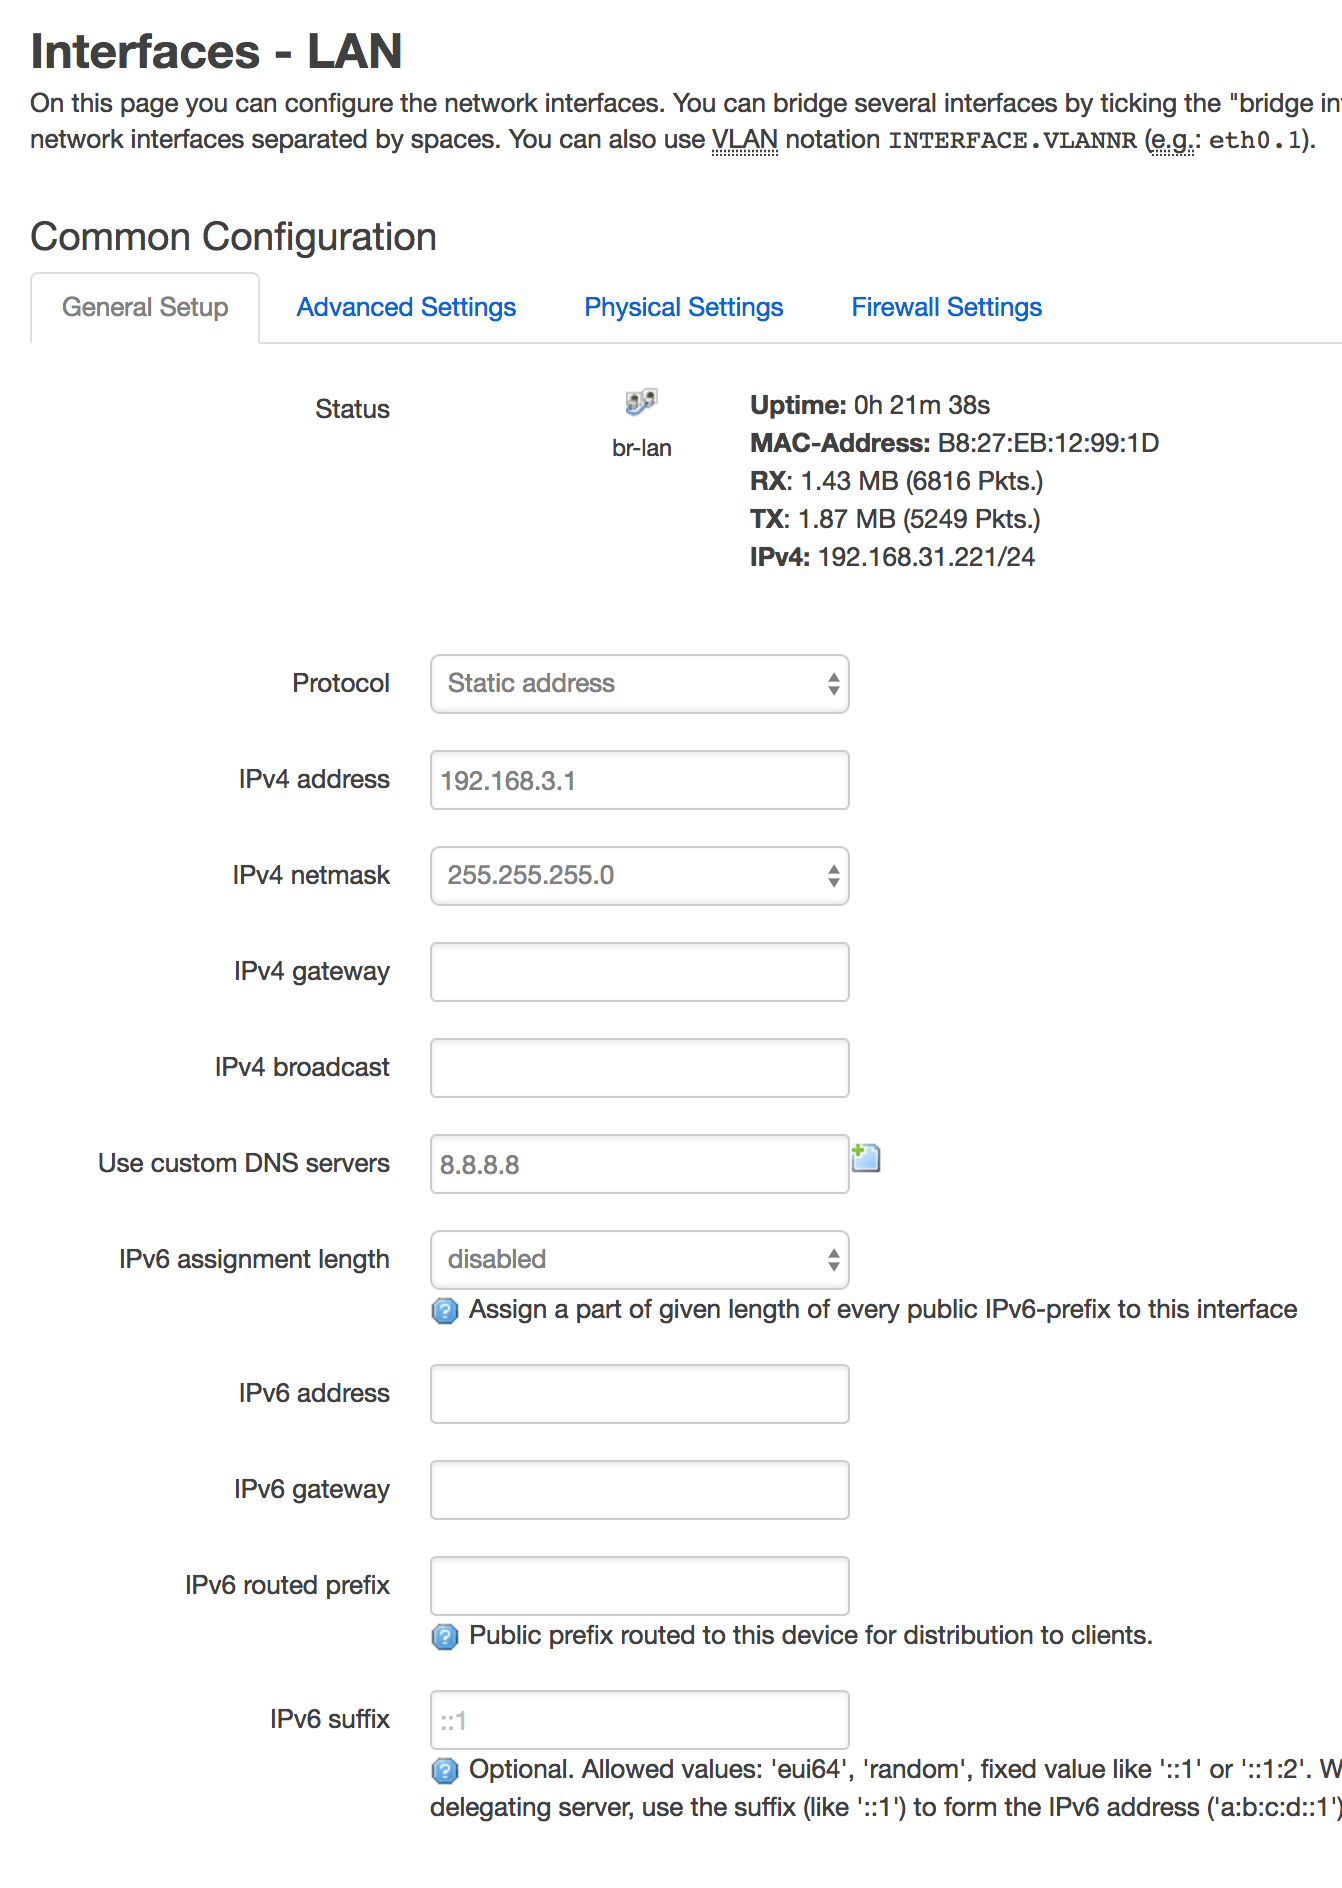 Interfaces - LAN
On this page you can configure the network interfaces. You can bridge several interfaces by ticking the "bridge
network interfaces separated by spaces. You can also use VLAN notation INTERFACE.VLANNR (e.g.: eth0.1).
Common Configuration
General Setup Advanced Settings Physical Settings Firewall Settings
Status
br-lan
Uptime: 0h 21m 38s
MAC-Address: B8:27:EB:12:99:1D
RX: 1.43 MB (6816 Pkts.)
TX: 1.87 MB (5249 Pkts.)
IPv4: 192.168.31.221/24
Protocol Static address
IPv4 address 192.168.3.1
IPv4 netmask 255.255.255.0
IPv4 gateway
IPv4 broadcast
Use custom DNS servers 8.8.8.8
IPv6 assignment length disabled
Assign a part of given length of every public IPv6-prefix to this interface
IPv6 address
IPv6 gateway
IPv6 routed prefix
Public prefix routed to this device for distribution to clients.
IPv6 suffix ::1
Optional. Allowed values: 'eui64', 'random', fixed value like '::1' or '::1:2'.
delegating server, use the suffix (like '::1') to form the IPv6 address ('a:b:c:d::1')